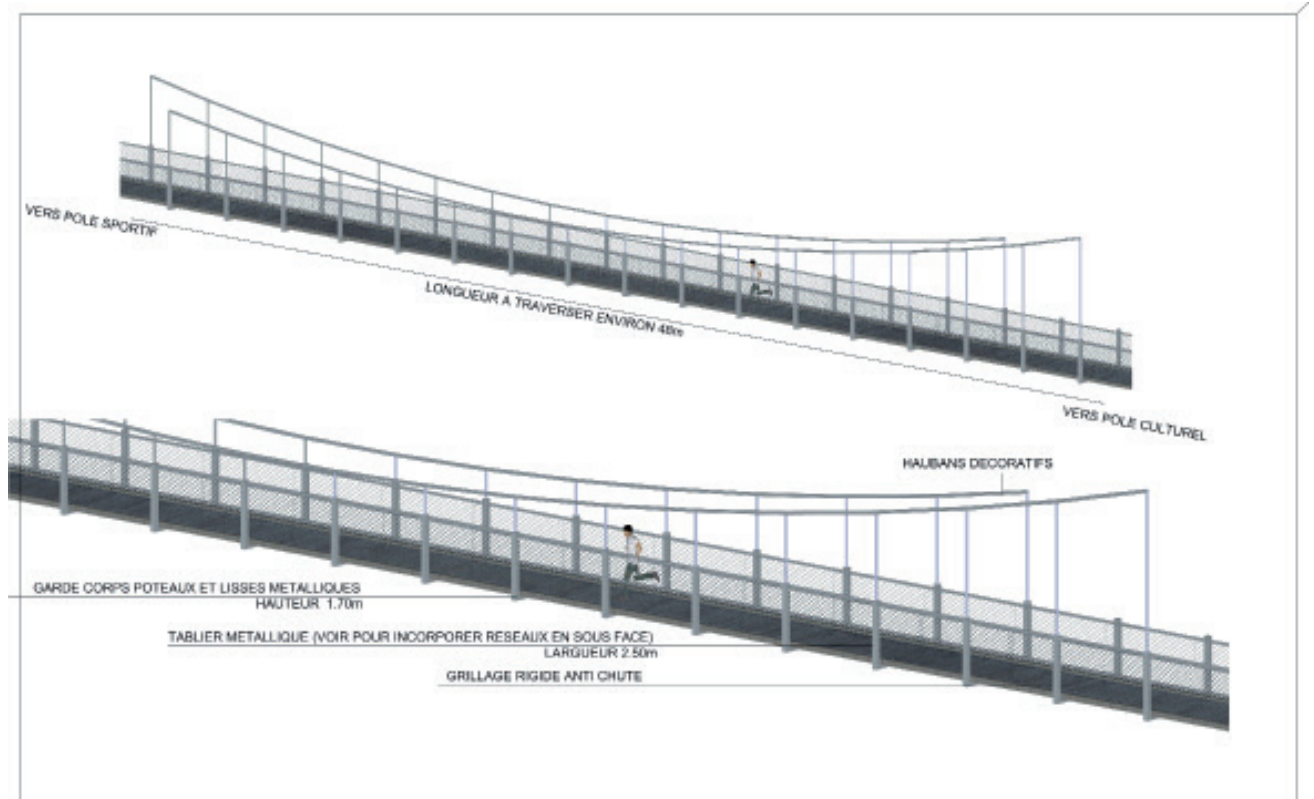 VERS POLE SPORTIF
LONGUEUR A TRAVERSER ENVIRON 48m
VERS POLE CULTUREL
HAUBANS DECORATIFS
GARDE CORPS POTEAUX ET LISSES METALLIQUES
HAUTEUR 1.70m
TABLIER METALLIQUE (VOIR POUR INCORPORER RESEAUX EN SOUS FACE)
LARGUEUR 2.50m
GRILLAGE RIGIDE ANTI CHUTE